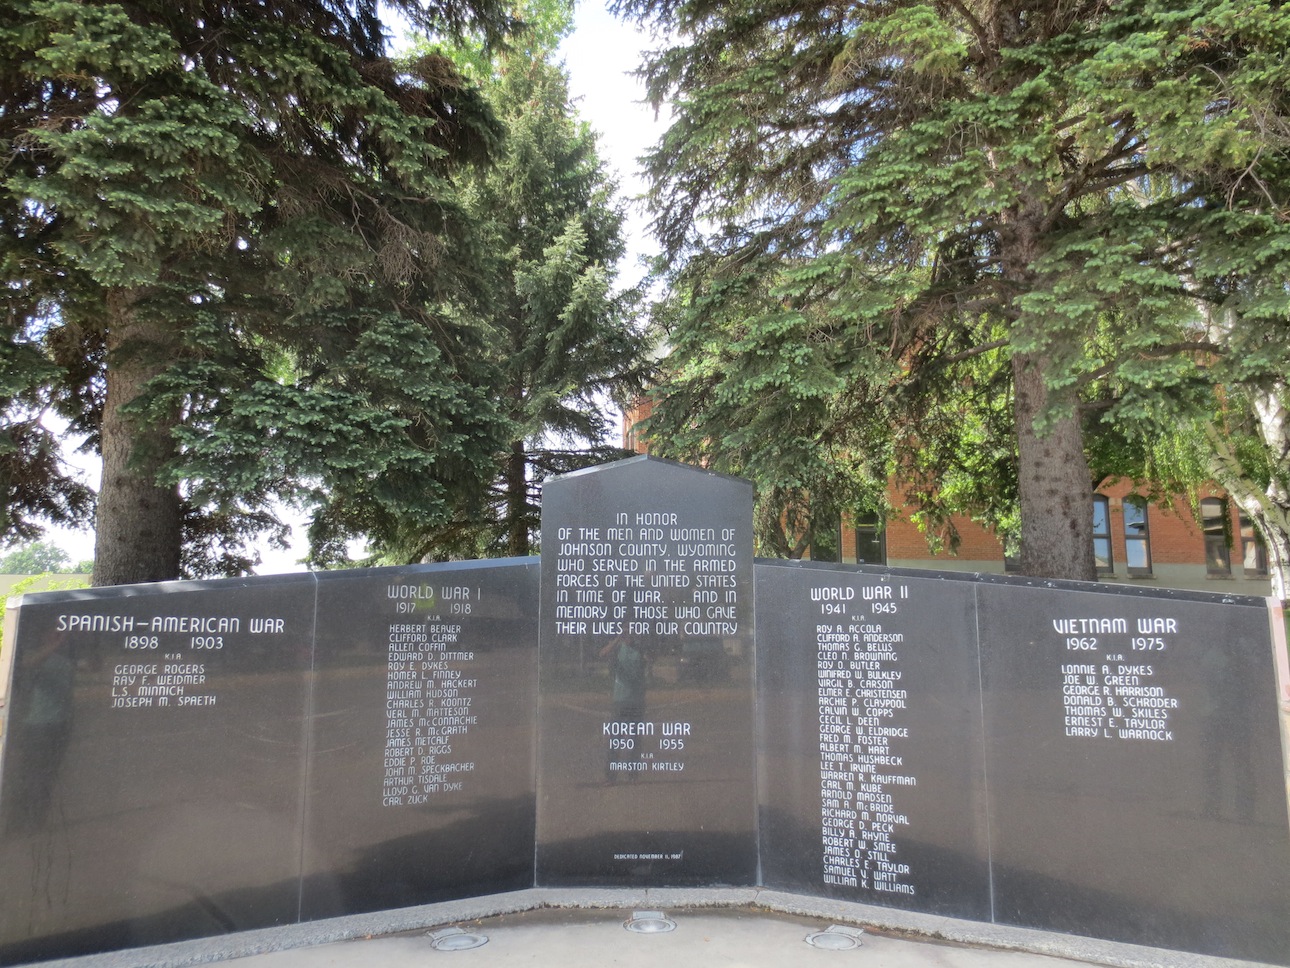 SPANISH-AMERICAN WAR
1898 1903
K.I.A.
GEORGE ROGERS
RAY F. WEIDMER
L.S. MINNICH
JOSEPH M. SPAETH
WORLD WAR I
1917 1918
K.I.A.
HERBERT BEAVER
CLIFFORD CLARK
ALLEN COFFIN
EDWARD D. DITTMER
ROY E. DYKES
HOMER L. FINNEY
ANDREW M. HACKERT
WILLIAM HUDSON
CHARLES R. KOONTZ
VERL M. MATTESON
JAMES McCONNACHIE
JESSE R. McGRATH
JAMES METCALF
ROBERT D. RIGGS
EDDIE P. ROE
JOHN M. SPECKBACHER
ARTHUR TISDALE
LLOYD G. VAN DYKE
CARL ZUCK
IN HONOR
OF THE MEN AND WOMEN OF
JOHNSON COUNTY, WYOMING
WHO SERVED IN THE ARMED
FORCES OF THE UNITED STATES
IN TIME OF WAR. . . AND IN
MEMORY OF THOSE WHO GAVE
THEIR LIVES FOR OUR COUNTRY
KOREAN WAR
1950 1955
K.I.A.
MARSTON KIRTLEY
DEDICATED NOVEMBER 11, 1987
WORLD WAR II
1941 1945
K.I.A.
ROY A. ACCOLA
CLIFFORD A. ANDERSON
THOMAS G. BELUS
CLEO N. BROWNING
ROY O. BUTLER
WINIFRED W. BULKLEY
VIRGIL B. CARSON
ELMER E. CHRISTENSEN
ARCHIE P. CLAYPOOL
CALVIN W. COPPS
CECIL L. DEEN
GEORGE W. ELDRIDGE
FRED M. FOSTER
ALBERT M. HART
THOMAS HUSHBECK
LEE T. IRVINE
WARREN R. KAUFFMAN
CARL M. KUBE
ARNOLD MADSEN
SAM A. McBRIDE
RICHARD M. NORVAL
GEORGE D. PECK
BILLY A. RHYNE
ROBERT W. SMEE
JAMES O. STILL
CHARLES E. TAYLOR
SAMUEL V. WATT
WILLIAM K. WILLIAMS
VIETNAM WAR
1962 1975
K.I.A.
LONNIE A. DYKES
JOE W. GREEN
GEORGE R. HARRISON
DONALD B. SCHRODER
THOMAS W. SKILES
ERNEST E. TAYLOR
LARRY L. WARNOCK